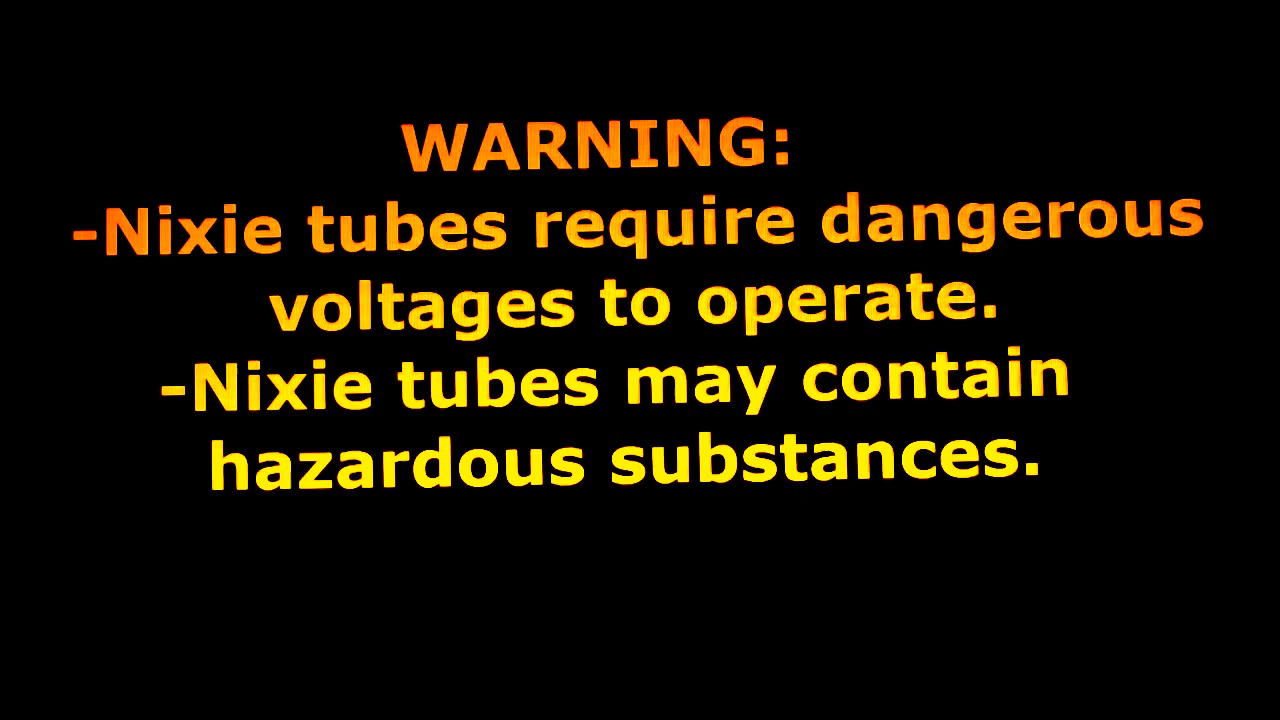 WARNING:
-Nixie tubes require dangerous
voltages to operate.
-Nixie tubes may contain
hazardous substances.